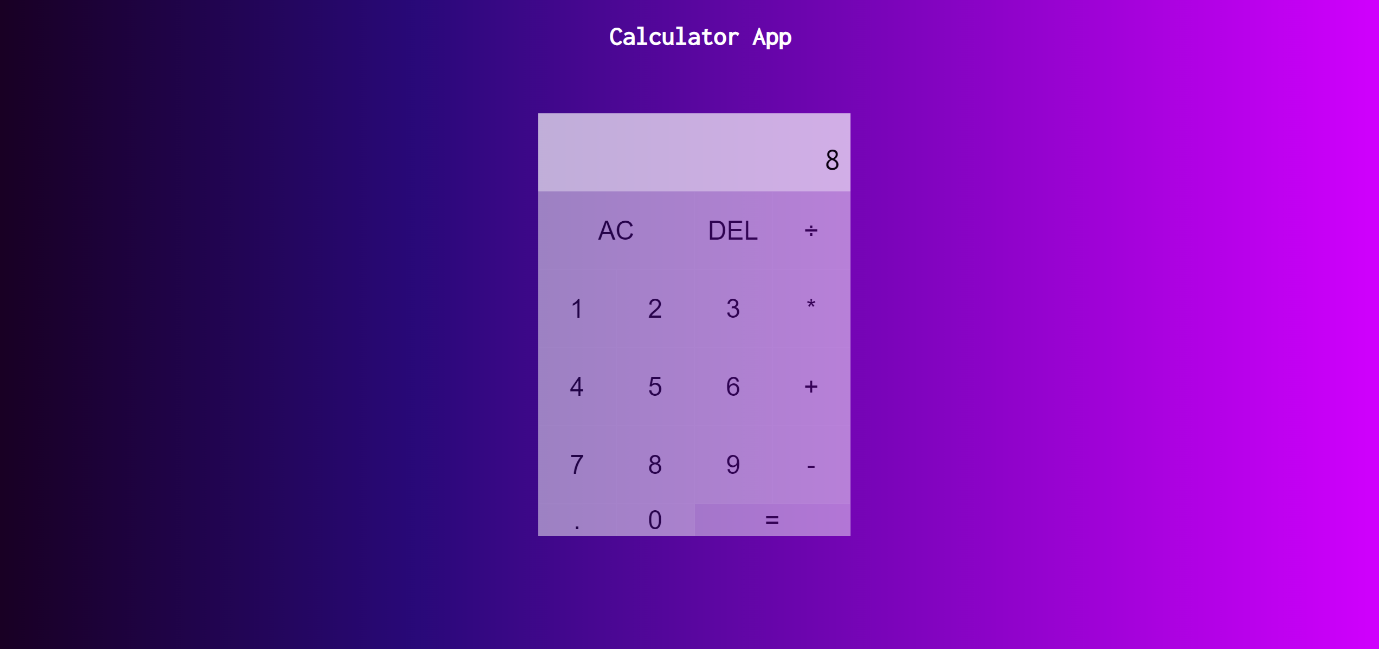 Calculator App
8
AC DEL ÷
1 2 3 *
4 5 6 +
7 8 9 -
. 0 =